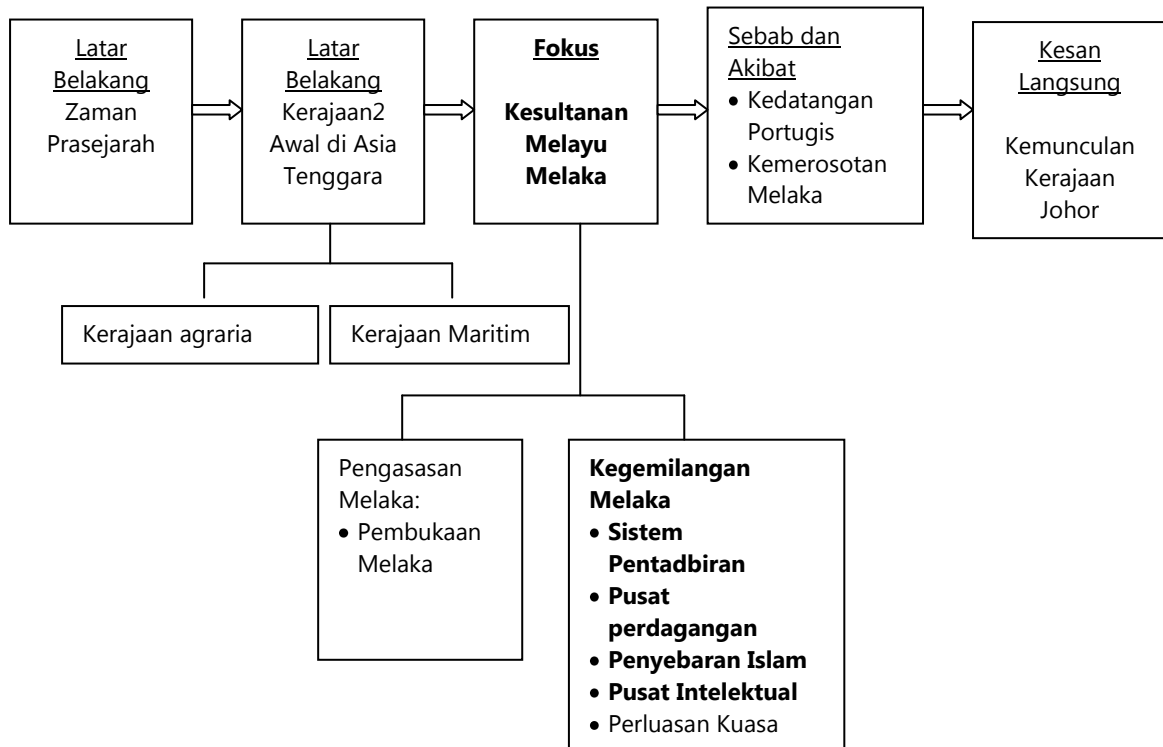 Latar
Belakang
Zaman
Prasejarah
Latar
Belakang
Kerajaan2
Awal di Asia
Tenggara
Fokus
Kesultanan
Melayu
Melaka
Sebab dan
Akibat
• Kedatangan
Portugis
• Kemerosotan
Melaka
Kesan
Langsung
Kemunculan
Kerajaan
Johor
Kerajaan agraria
Kerajaan Maritim
Pengasasan
Melaka:
• Pembukaan
Melaka
Kegemilangan
Melaka
• Sistem
Pentadbiran
• Pusat
perdagangan
• Penyebaran Islam
• Pusat Intelektual
• Perluasan Kuasa